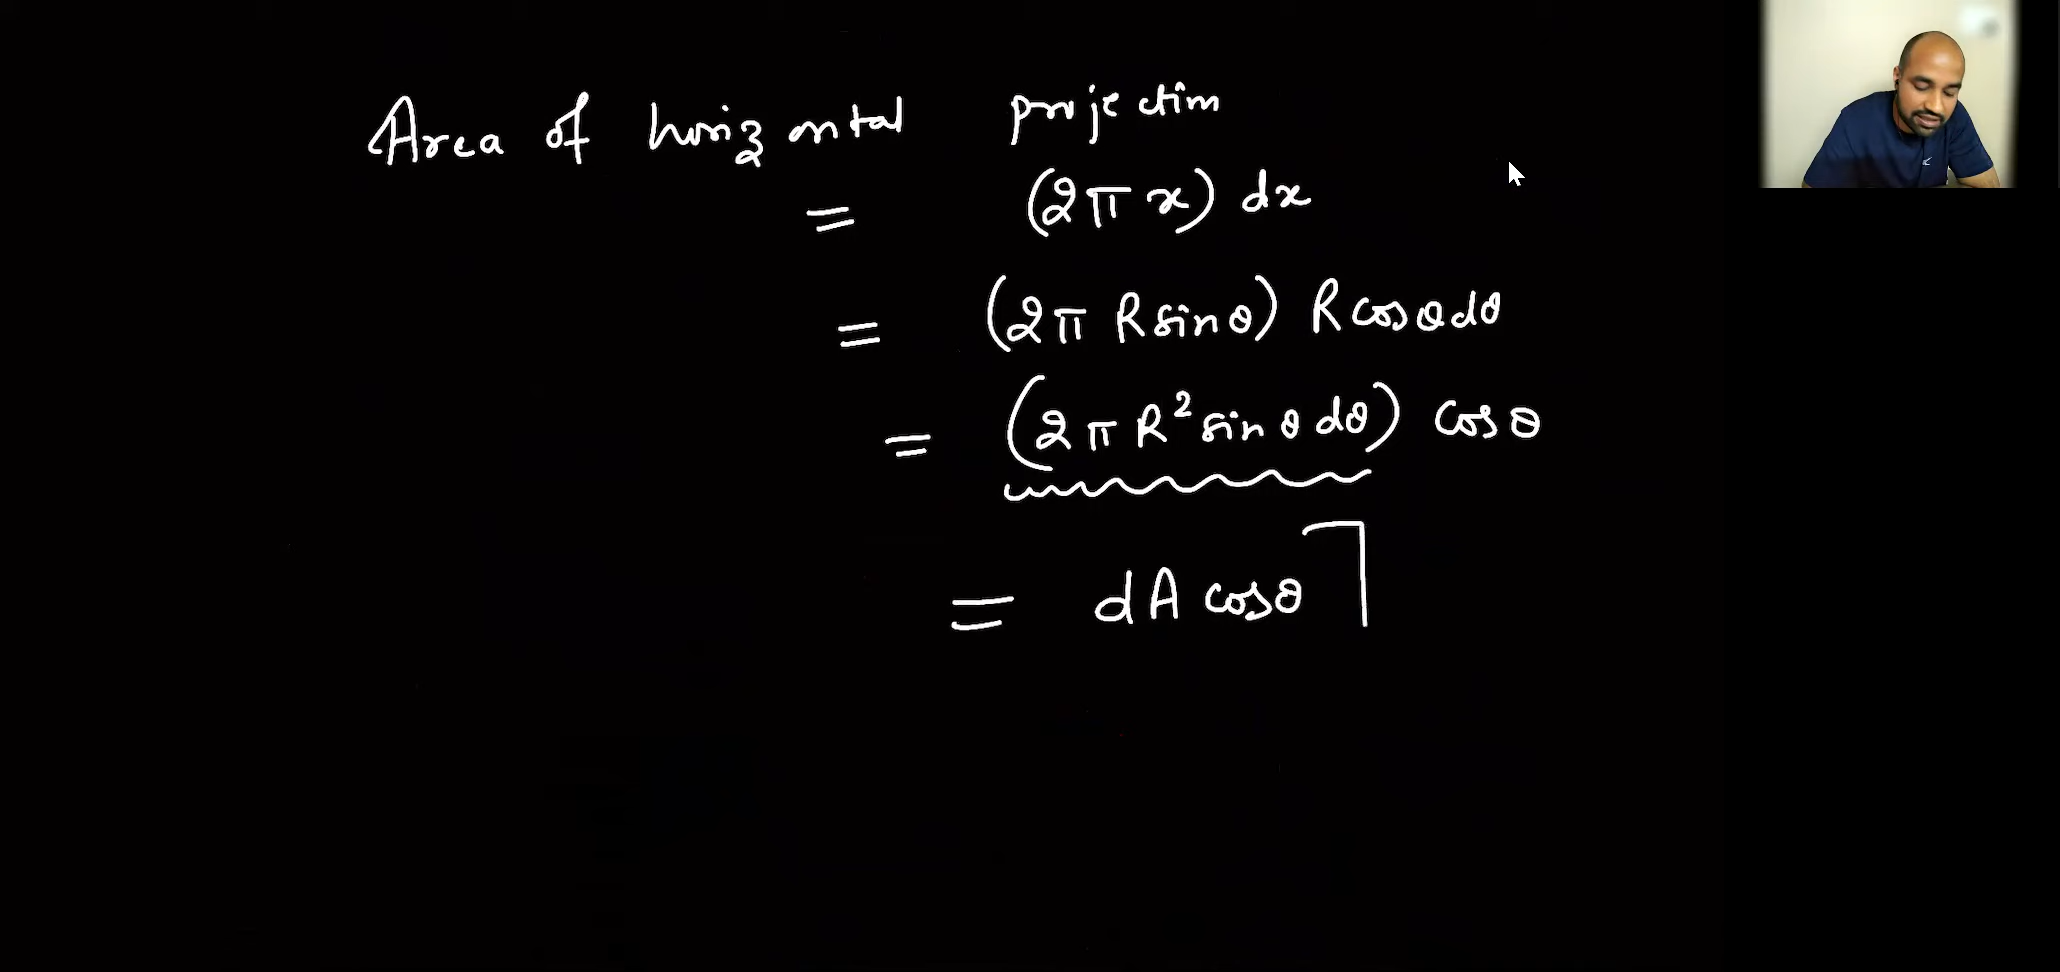 Area of horizontal projection
= (2π x) dx
= (2π R sin θ) R cos θ dθ
= (2π R² sin θ dθ) cos θ
= dA cos θ